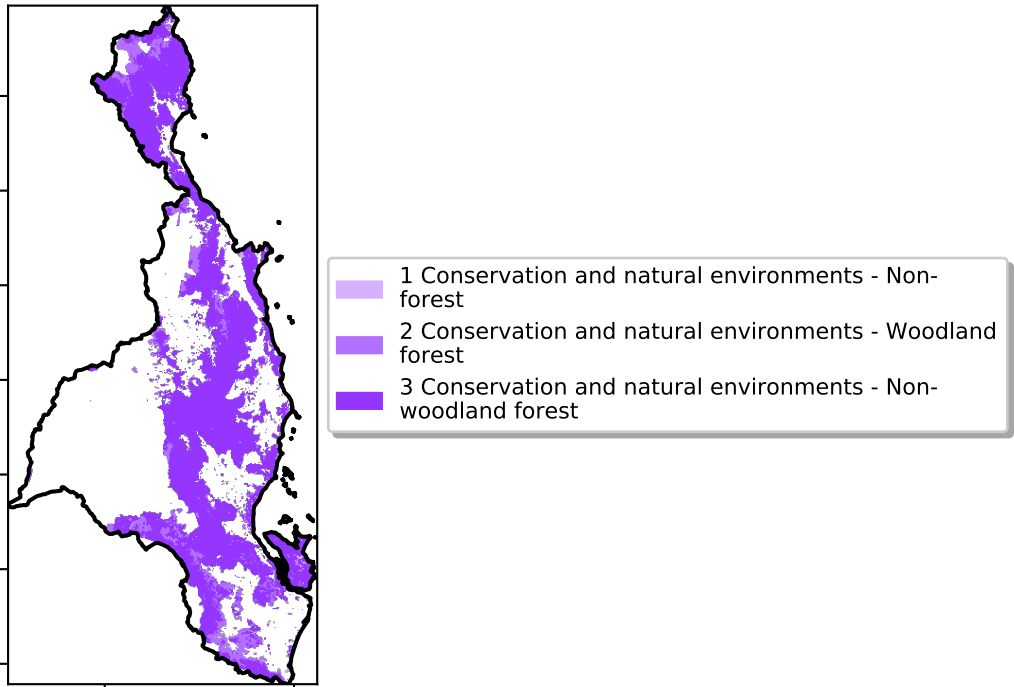 1 Conservation and natural environments - Non-
forest
2 Conservation and natural environments - Woodland
forest
3 Conservation and natural environments - Non-
woodland forest